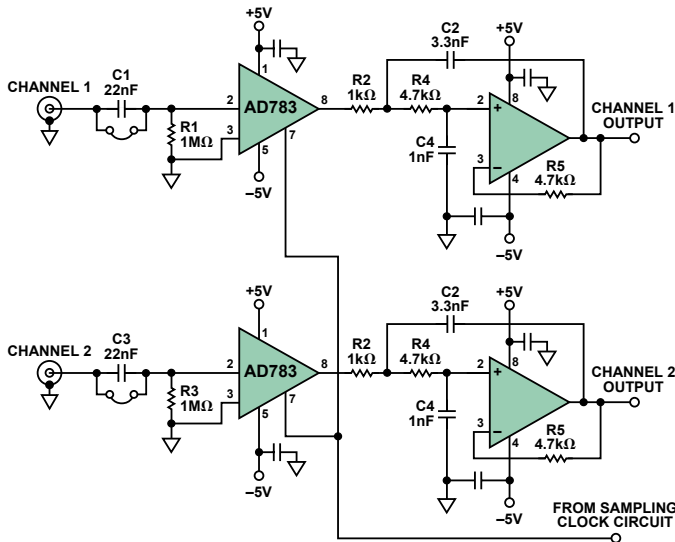 +5V
+5V
C2
3.3nF
C1
22nF
CHANNEL 1
1
2
AD783
3
8
7
5
R1
1MΩ
–5V
R2
1kΩ
R4
4.7kΩ
2
+
8
C4
1nF
3
–
4
R5
4.7kΩ
CHANNEL 1
OUTPUT
–5V
+5V
+5V
C2
3.3nF
C3
22nF
CHANNEL 2
1
2
AD783
3
8
7
5
R3
1MΩ
–5V
R2
1kΩ
R4
4.7kΩ
2
+
8
C4
1nF
3
–
4
R5
4.7kΩ
CHANNEL 2
OUTPUT
–5V
FROM SAMPLING
CLOCK CIRCUIT